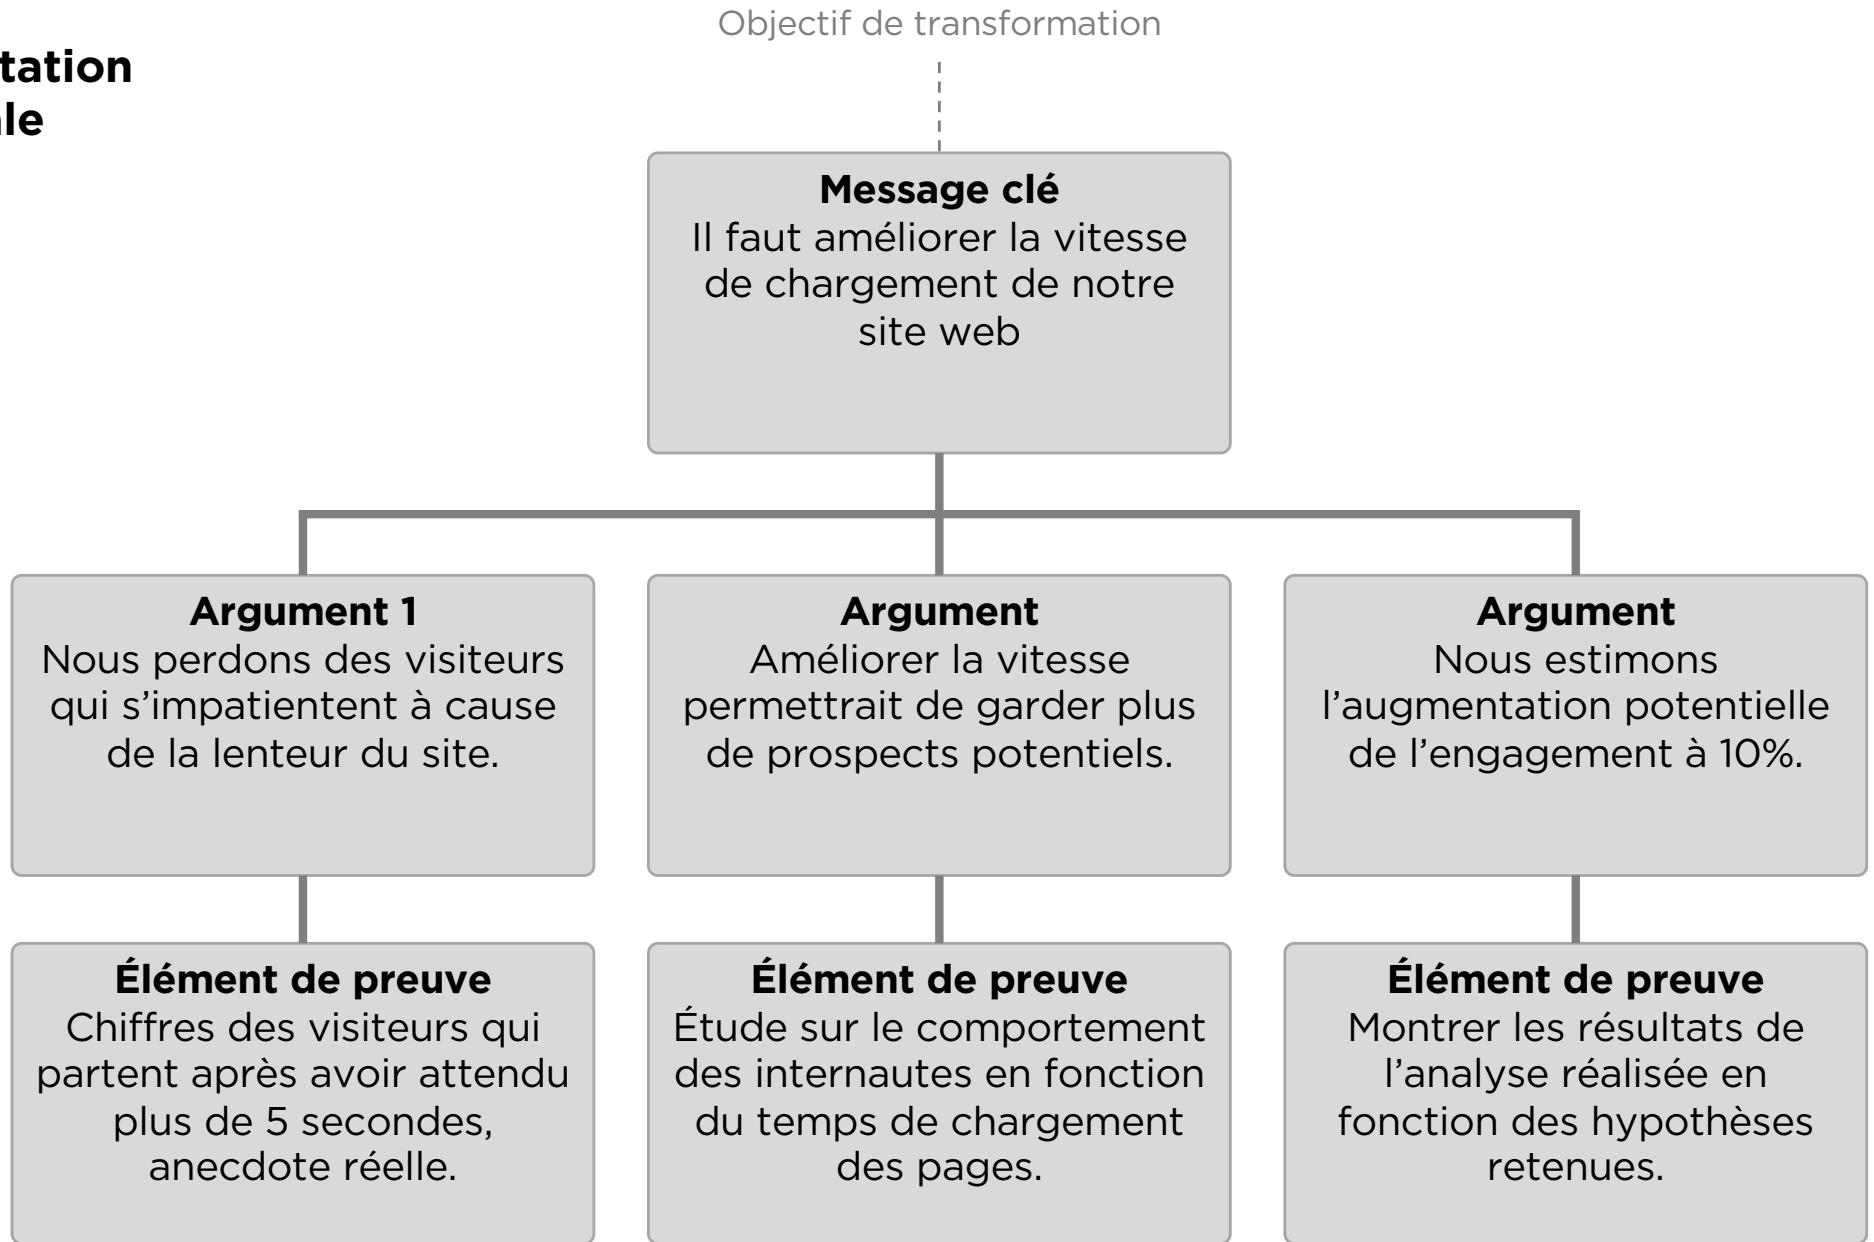 Objectif de transformation
Message clé
Il faut améliorer la vitesse
de chargement de notre
site web
Argument 1
Nous perdons des visiteurs
qui s’impatientent à cause
de la lenteur du site.
Argument
Améliorer la vitesse
permettrait de garder plus
de prospects potentiels.
Argument
Nous estimons
l’augmentation potentielle
de l’engagement à 10%.
Élément de preuve
Chiffres des visiteurs qui
partent après avoir attendu
plus de 5 secondes,
anecdote réelle.
Élément de preuve
Étude sur le comportement
des internautes en fonction
du temps de chargement
des pages.
Élément de preuve
Montrer les résultats de
l’analyse réalisée en
fonction des hypothèses
retenues.